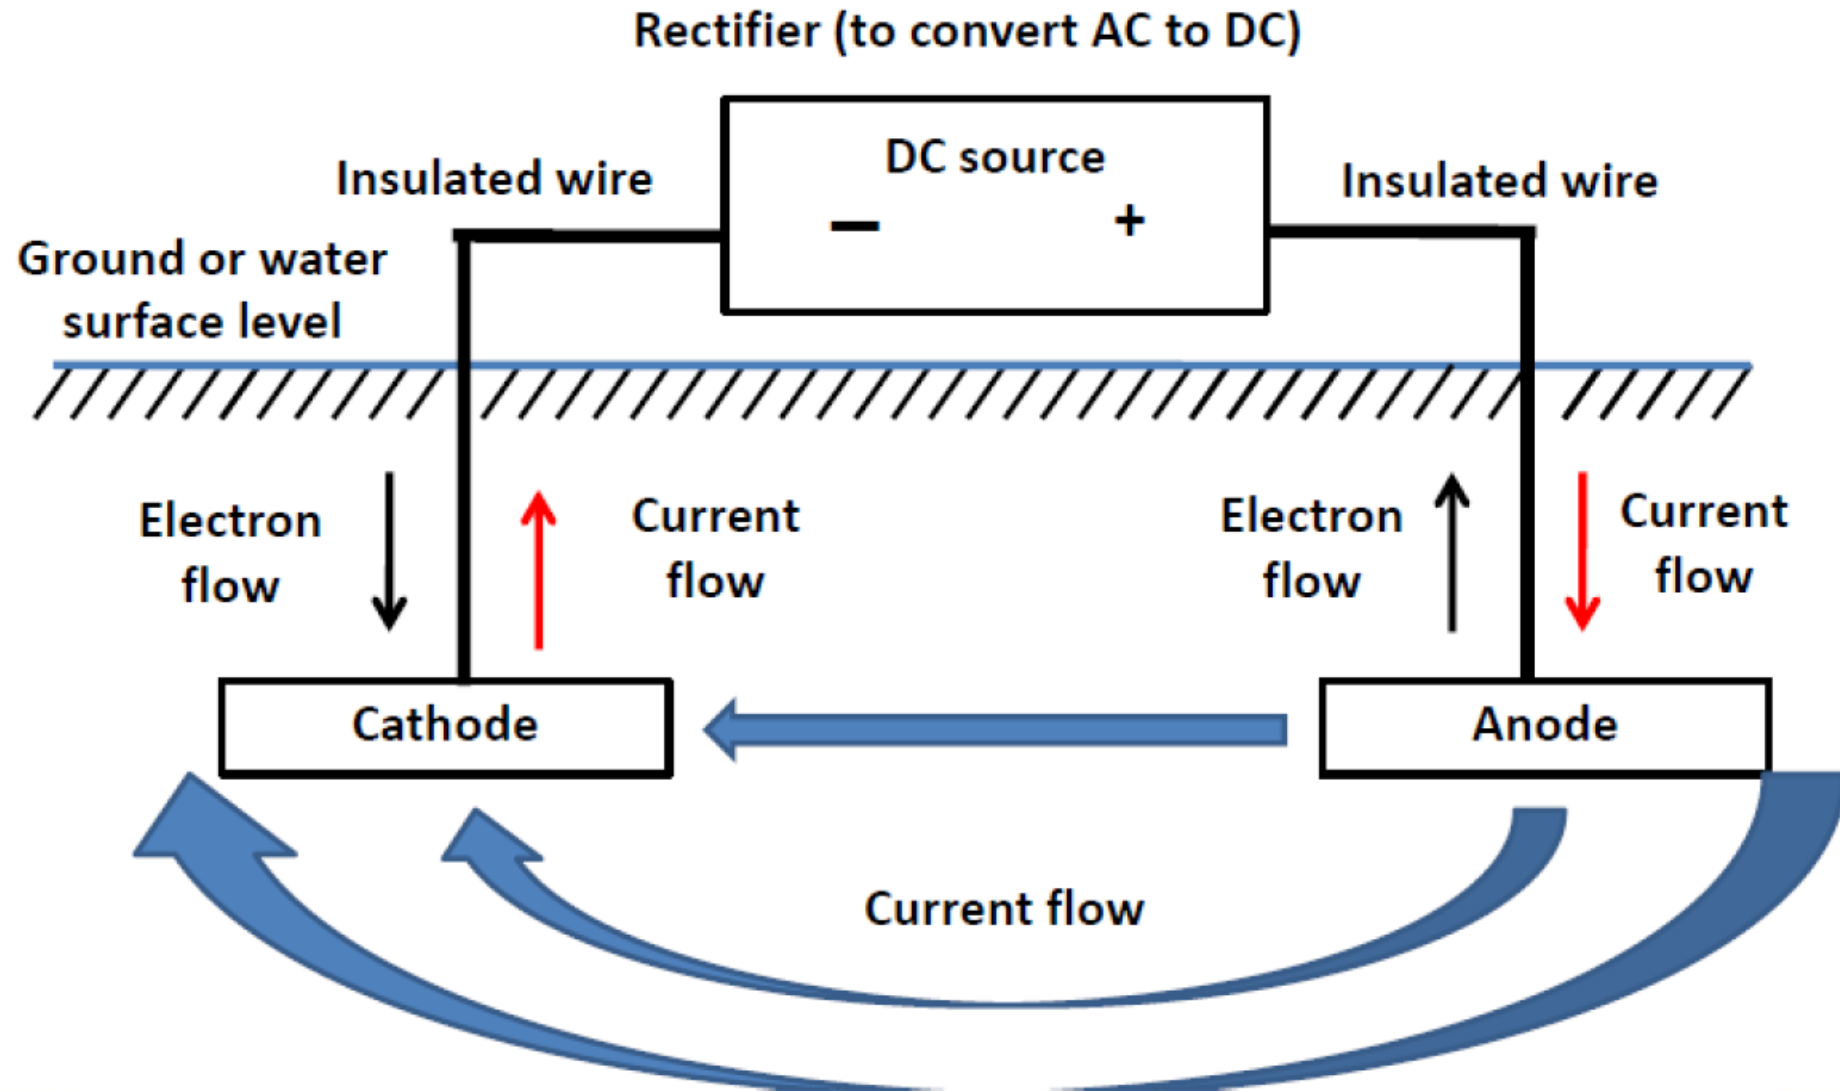 Rectifier (to convert AC to DC)
DC source
− +
Insulated wire
Insulated wire
Ground or water
surface level
Electron
flow
Current
flow
Electron
flow
Current
flow
Cathode
Anode
Current flow